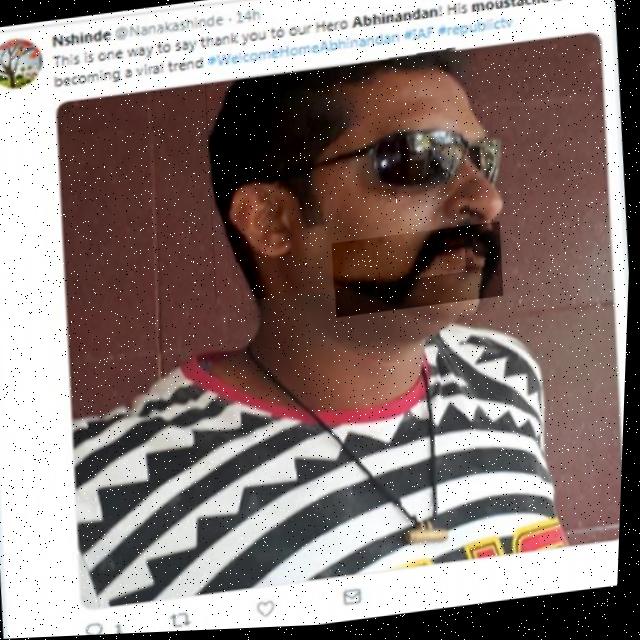 Nshinde @Nanakashinde · 14h
This is one way to say thank you to our Hero Abhinandan! His moustache
becoming a viral trend #WelcomeHomeAbhinandan #IAF #republictv
1